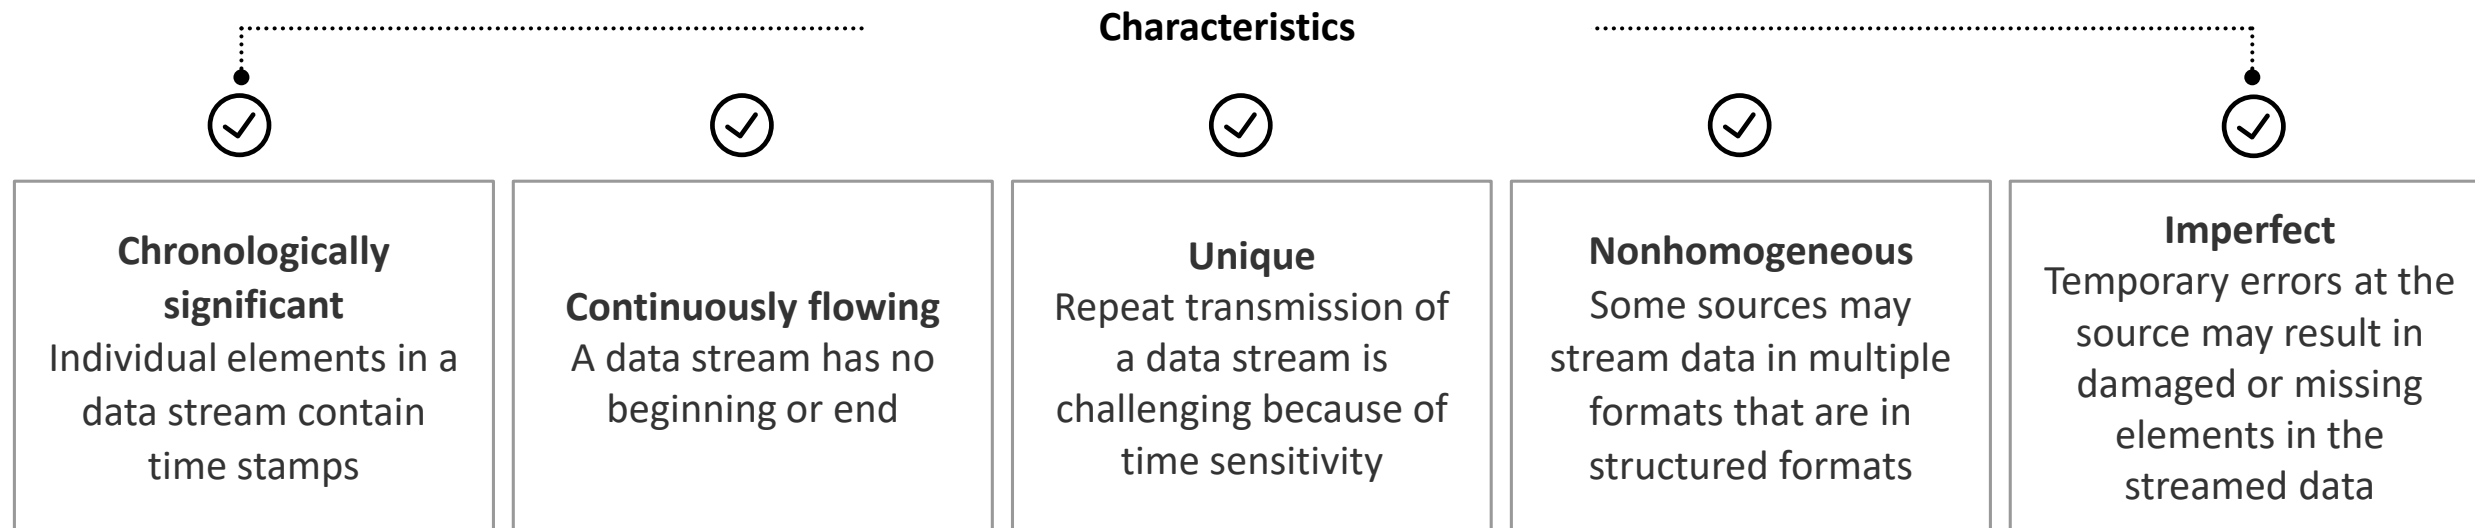 Characteristics
Chronologically
significant
Individual elements in a
data stream contain
time stamps
Continuously flowing
A data stream has no
beginning or end
Unique
Repeat transmission of
a data stream is
challenging because of
time sensitivity
Nonhomogeneous
Some sources may
stream data in multiple
formats that are in
structured formats
Imperfect
Temporary errors at the
source may result in
damaged or missing
elements in the
streamed data